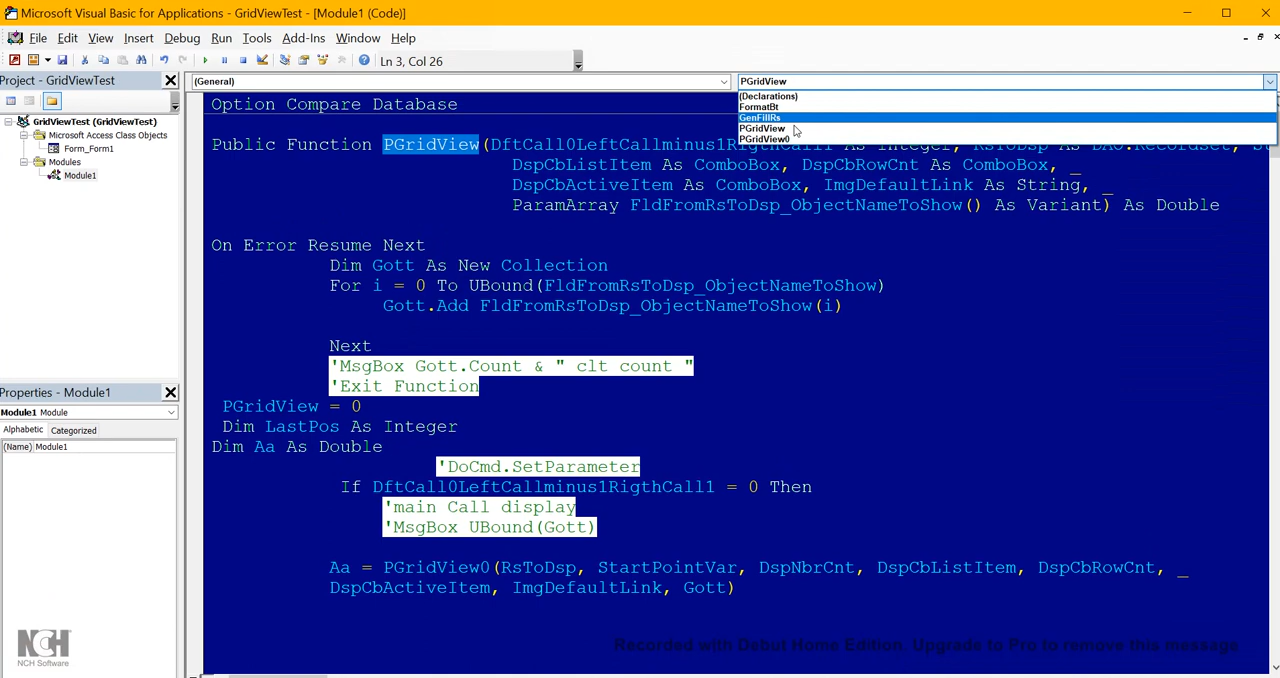 Microsoft Visual Basic for Applications - GridViewTest - [Module1 (Code)]
File Edit View Insert Debug Run Tools Add-Ins Window Help
Ln 3, Col 26
Project - GridViewTest
(General)
PGridView
(Declarations)
FormatBt
GenFillRs
PGridView
PGridView0
GridViewTest (GridViewTest)
Microsoft Access Class Objects
Form_Form1
Modules
Module1
Properties - Module1
Module1 Module
Alphabetic Categorized
(Name) Module1
Option Compare Database
Public Function PGridView(DftCall0LeftCallminus1RigthCall1 As Integer, RsToDsp As DAO.Recordset, St
DspCbListItem As ComboBox, DspCbRowCnt As ComboBox, _
DspCbActiveItem As ComboBox, ImgDefaultLink As String, _
ParamArray FldFromRsToDsp_ObjectNameToShow() As Variant) As Double
On Error Resume Next
Dim Gott As New Collection
For i = 0 To UBound(FldFromRsToDsp_ObjectNameToShow)
Gott.Add FldFromRsToDsp_ObjectNameToShow(i)
Next
'MsgBox Gott.Count & " clt count "
'Exit Function
PGridView = 0
Dim LastPos As Integer
Dim Aa As Double
'DoCmd.SetParameter
If DftCall0LeftCallminus1RigthCall1 = 0 Then
'main Call display
'MsgBox UBound(Gott)
Aa = PGridView0(RsToDsp, StartPointVar, DspNbrCnt, DspCbListItem, DspCbRowCnt, _
DspCbActiveItem, ImgDefaultLink, Gott)
NCH
NCH Software
Recorded with Debut Home Edition. Upgrade to Pro to remove this message